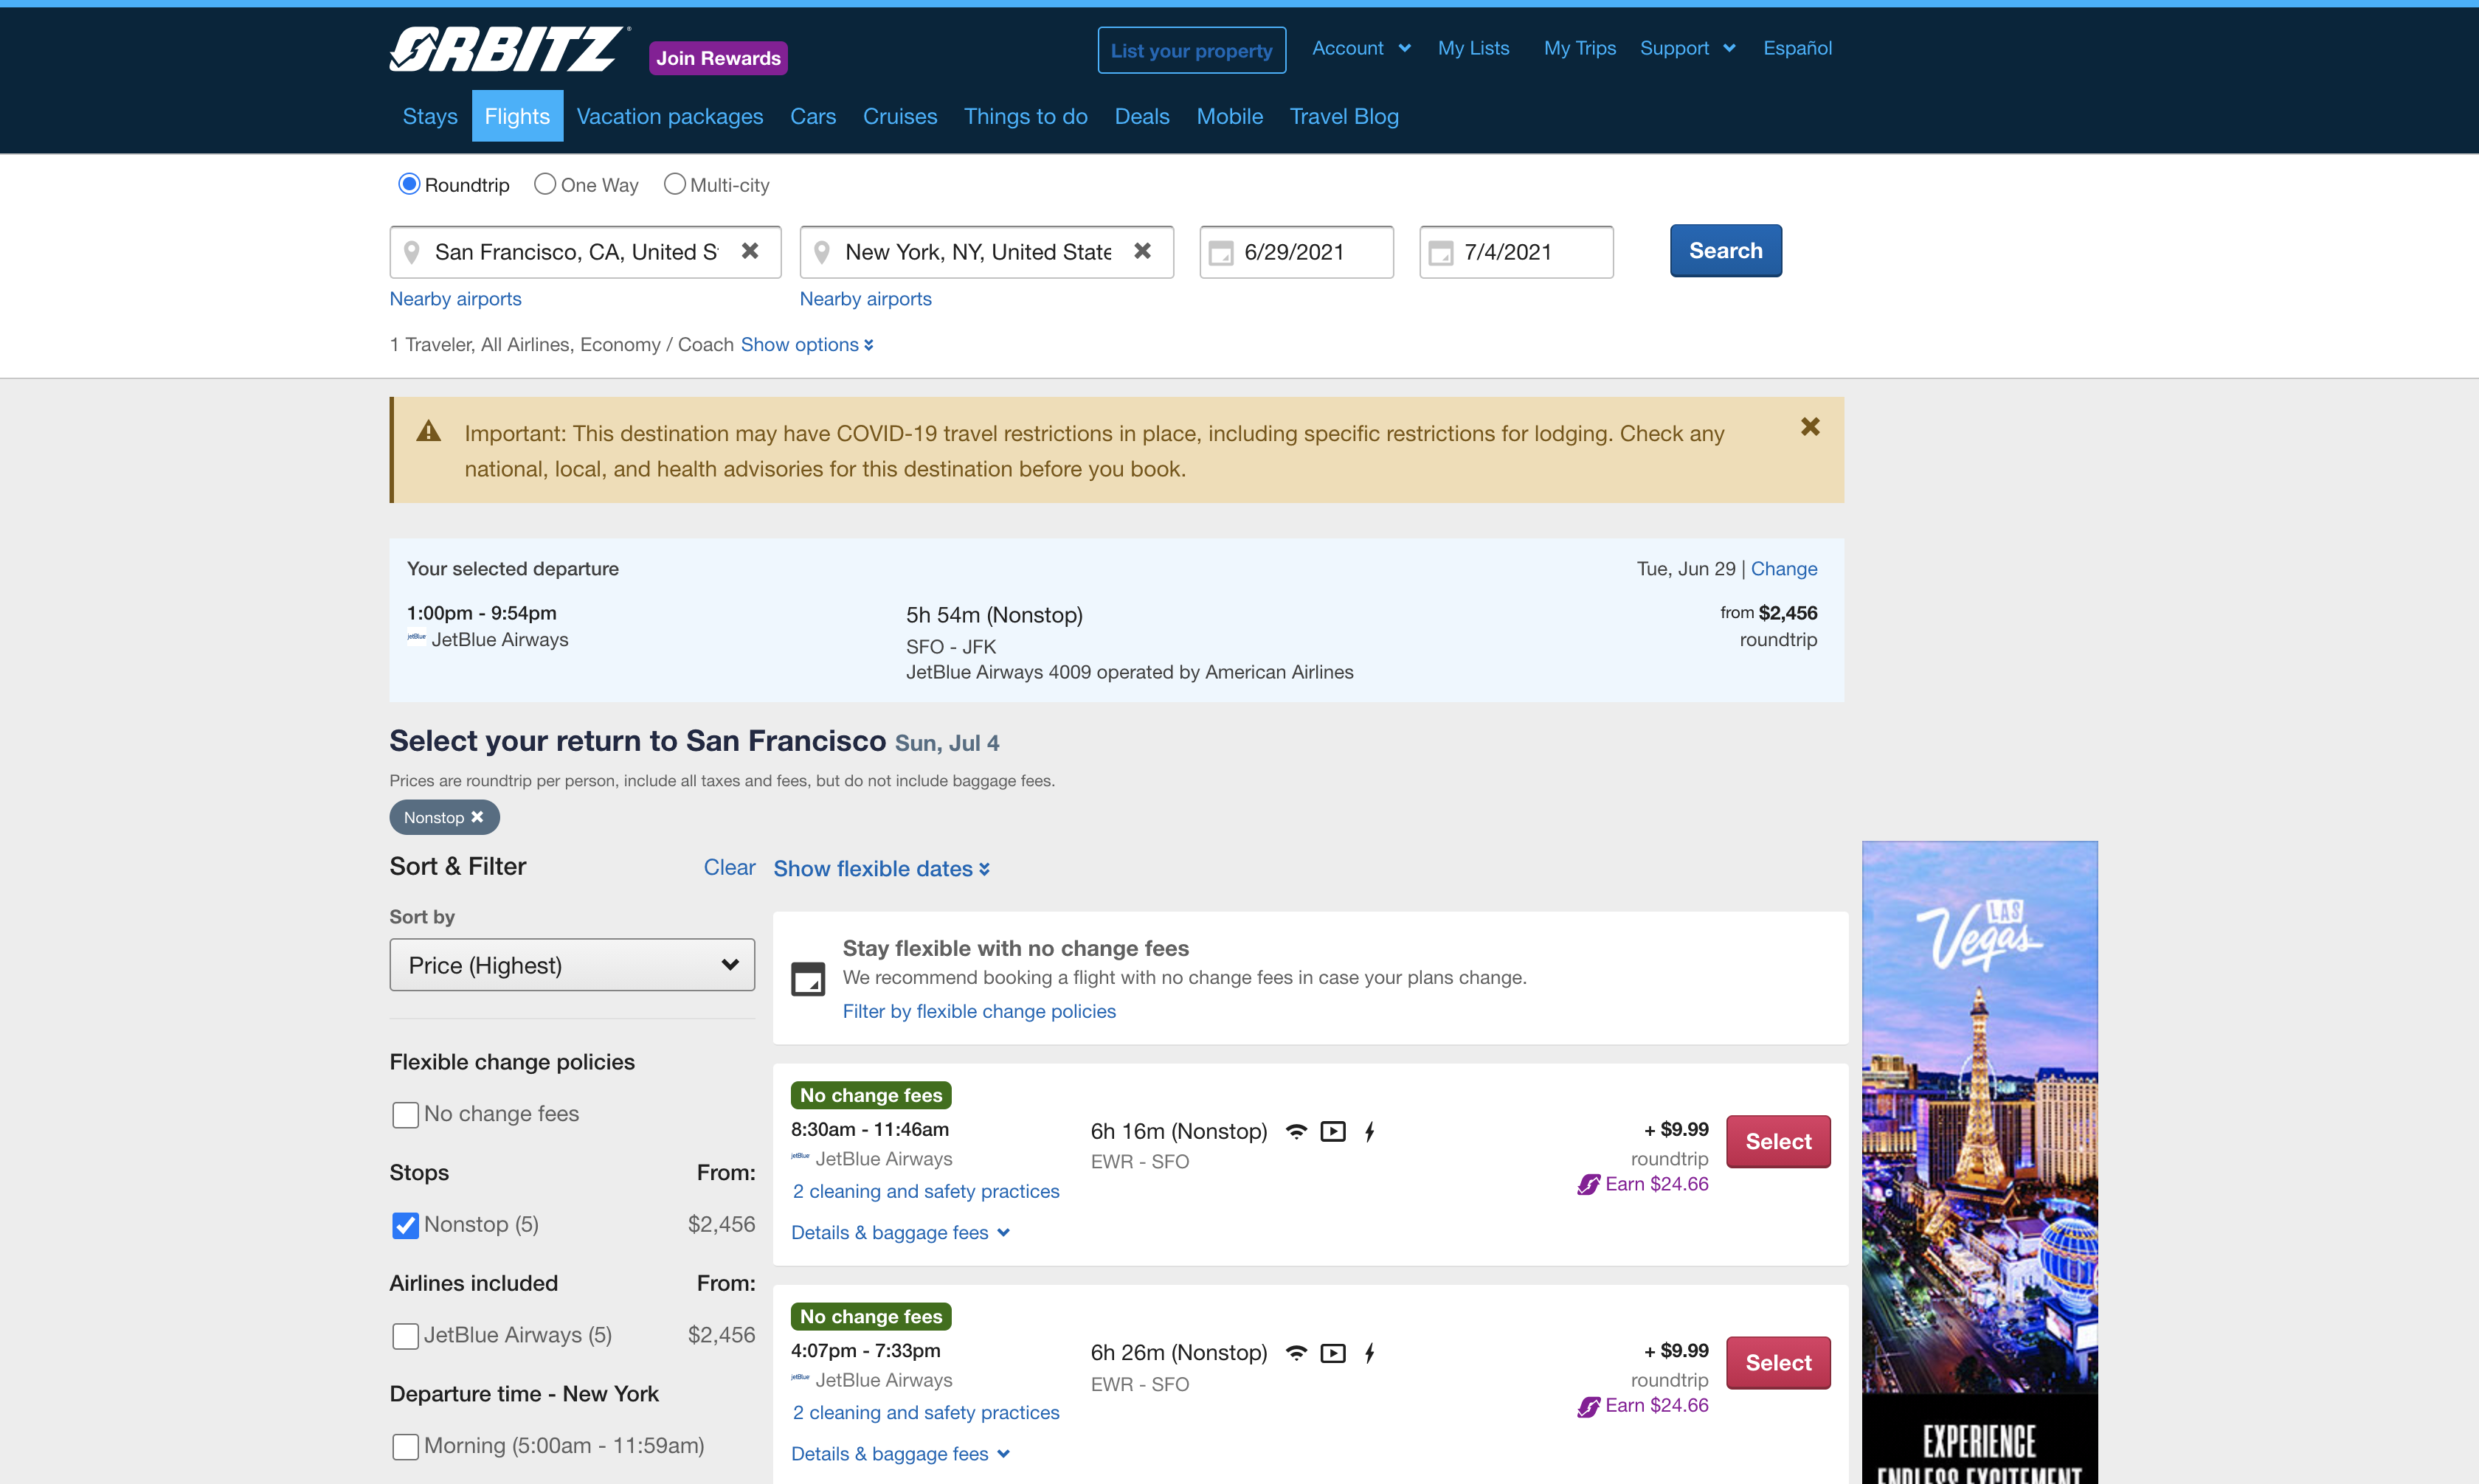 ORBITZ
Join Rewards
List your property
Account
My Lists
My Trips
Support
Español
Stays
Flights
Vacation packages
Cars
Cruises
Things to do
Deals
Mobile
Travel Blog
Roundtrip
One Way
Multi-city
San Francisco, CA, United S
New York, NY, United State
6/29/2021
7/4/2021
Search
Nearby airports
Nearby airports
1 Traveler, All Airlines, Economy / Coach Show options
Important: This destination may have COVID-19 travel restrictions in place, including specific restrictions for lodging. Check any
national, local, and health advisories for this destination before you book.
Your selected departure
Tue, Jun 29 | Change
1:00pm - 9:54pm
5h 54m (Nonstop)
from $2,456
jetBlue JetBlue Airways
SFO - JFK
roundtrip
JetBlue Airways 4009 operated by American Airlines
Select your return to San Francisco Sun, Jul 4
Prices are roundtrip per person, include all taxes and fees, but do not include baggage fees.
Nonstop
Sort & Filter
Clear
Show flexible dates
Sort by
Price (Highest)
Stay flexible with no change fees
We recommend booking a flight with no change fees in case your plans change.
Filter by flexible change policies
Flexible change policies
No change fees
Stops
From:
Nonstop (5)
$2,456
Airlines included
From:
JetBlue Airways (5)
$2,456
Departure time - New York
Morning (5:00am - 11:59am)
No change fees
8:30am - 11:46am
6h 16m (Nonstop)
+ $9.99
Select
jetBlue JetBlue Airways
EWR - SFO
roundtrip
2 cleaning and safety practices
Earn $24.66
Details & baggage fees
No change fees
4:07pm - 7:33pm
6h 26m (Nonstop)
+ $9.99
Select
jetBlue JetBlue Airways
EWR - SFO
roundtrip
2 cleaning and safety practices
Earn $24.66
Details & baggage fees
LAS
Vegas
EXPERIENCE
ENDLESS EXCITEMENT